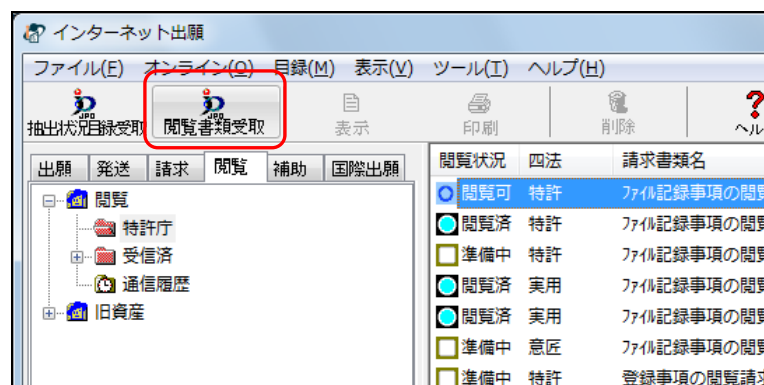 インターネット出願
ファイル(F) オンライン(O) 目録(M) 表示(V) ツール(T) ヘルプ(H)
抽出状況目録受取 閲覧書類受取 表示 印刷 削除 ヘル
出願 発送 請求 閲覧 補助 国際出願
閲覧状況 四法 請求書類名
閲覧
特許庁
受信済
通信履歴
旧資産
閲覧可 特許 ファイル記録事項の閲覧
閲覧済 特許 ファイル記録事項の閲覧
準備中 特許 ファイル記録事項の閲覧
閲覧済 実用 ファイル記録事項の閲覧
閲覧済 実用 ファイル記録事項の閲覧
準備中 意匠 ファイル記録事項の閲覧
準備中 特許 登録事項の閲覧請求